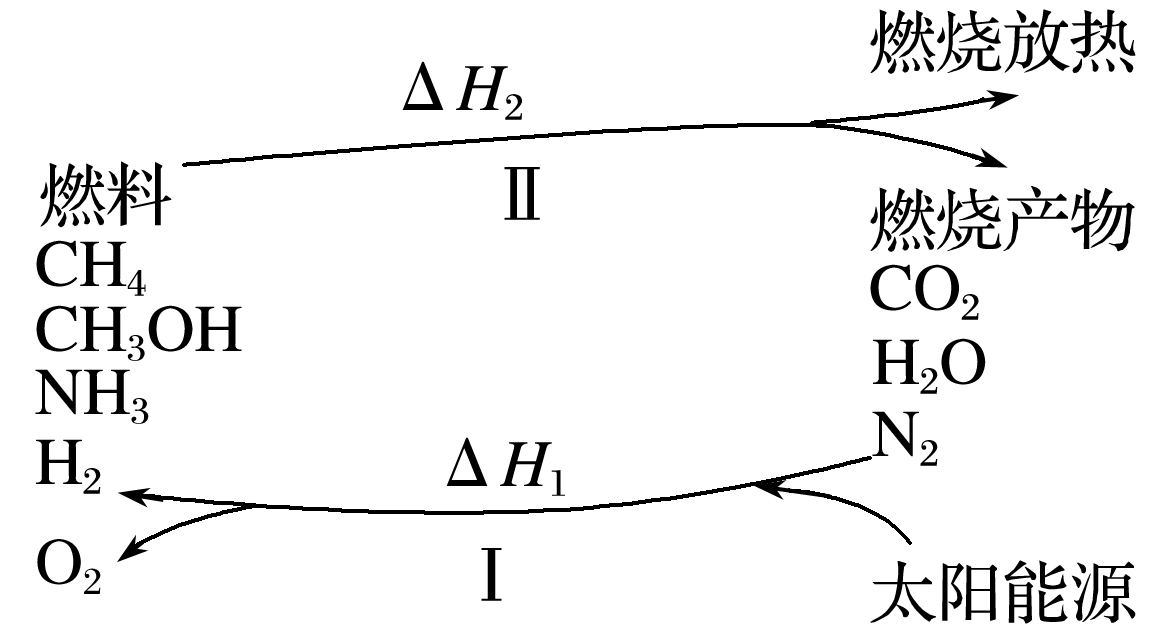 燃烧放热
ΔH₂
Ⅱ
燃料
CH₄
CH₃OH
NH₃
H₂
O₂
燃烧产物
CO₂
H₂O
N₂
ΔH₁
Ⅰ
太阳能源